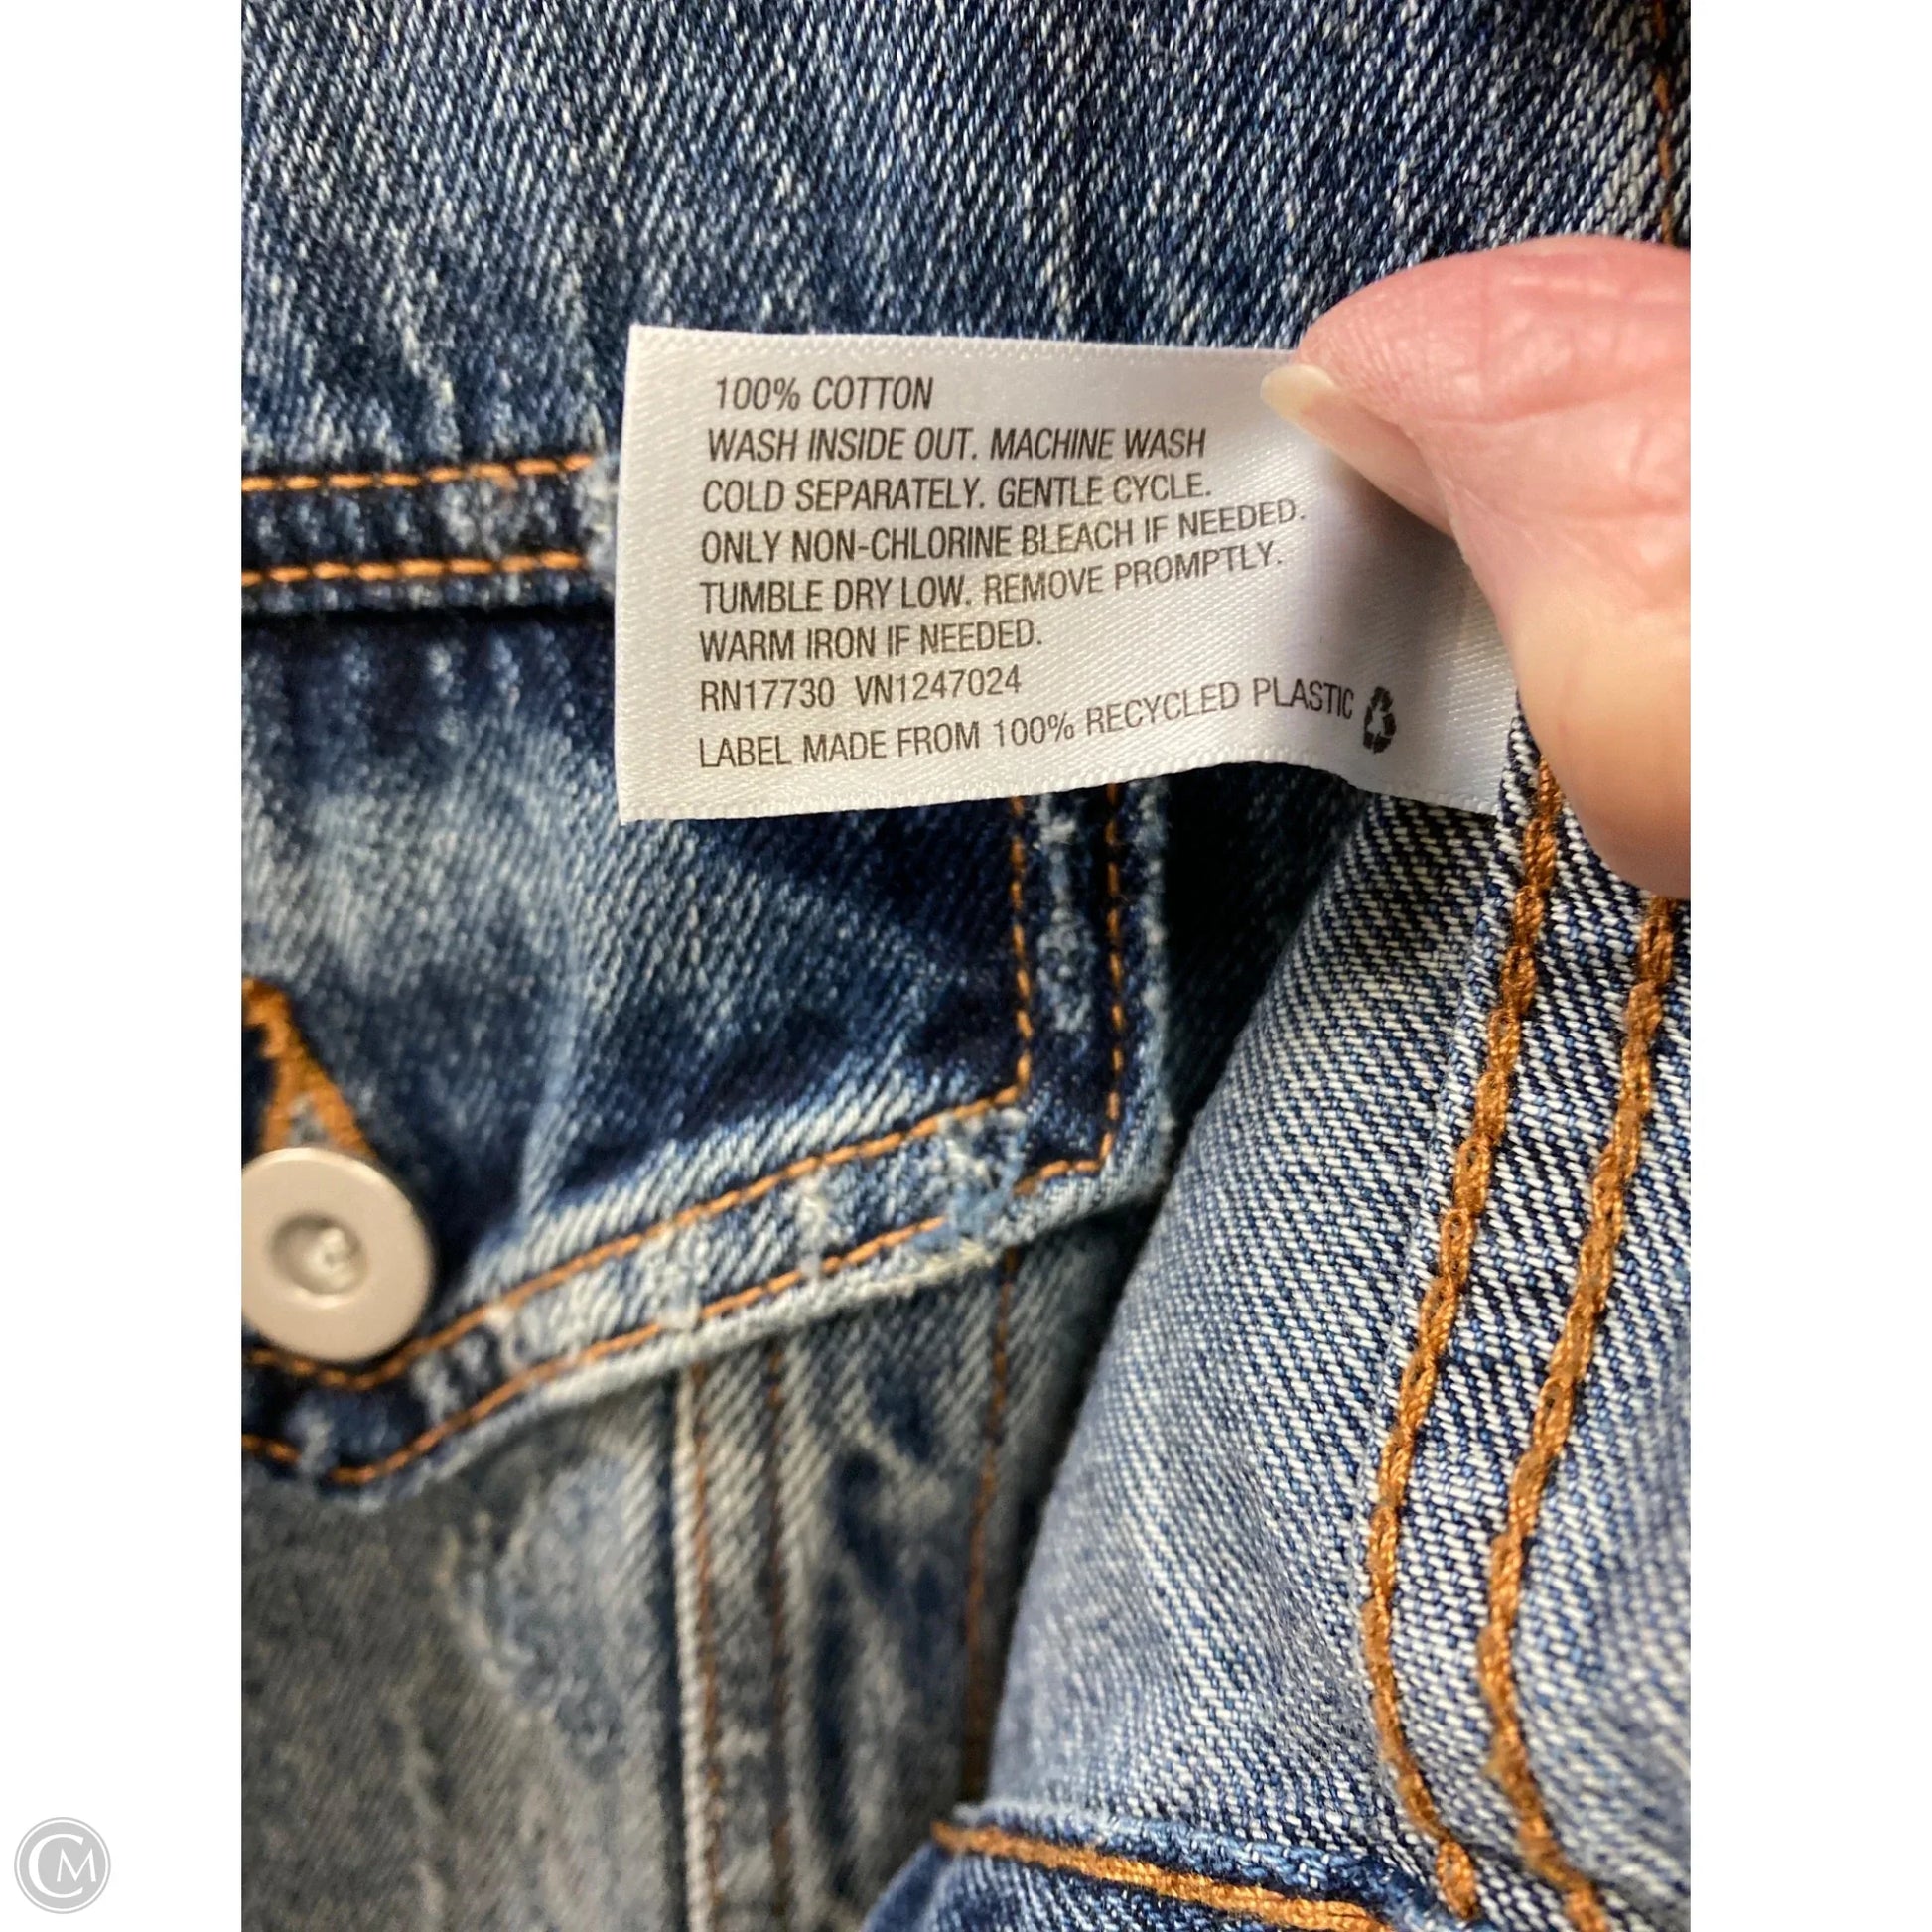 100% COTTON
WASH INSIDE OUT. MACHINE WASH
COLD SEPARATELY. GENTLE CYCLE.
ONLY NON-CHLORINE BLEACH IF NEEDED.
TUMBLE DRY LOW. REMOVE PROMPTLY.
WARM IRON IF NEEDED.
RN17730 VN1247024
LABEL MADE FROM 100% RECYCLED PLASTIC
CM